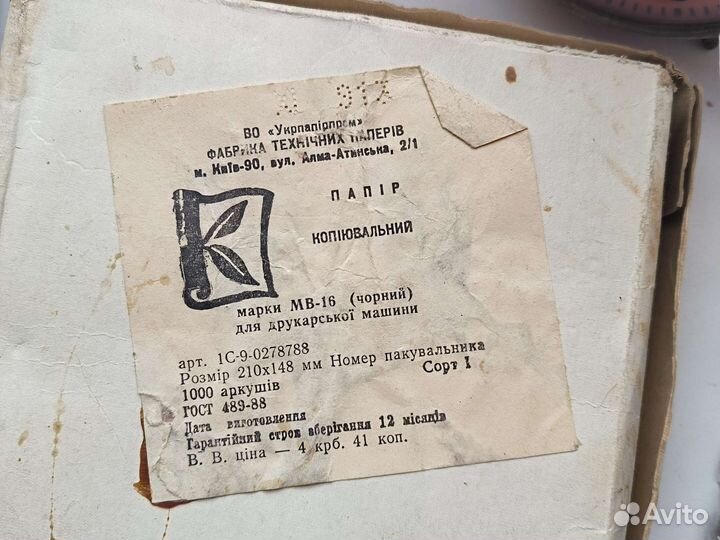 917
ВО «Укрпапірпром»
ФАБРИКА ТЕХНІЧНИХ ПАПЕРІВ
м. Київ-90, вул. Алма-Атинська, 2/1
К
ПАПІР
КОПІЮВАЛЬНИЙ
марки МВ-16 (чорний)
для друкарської машини
арт. 1С-9-0278788
Розмір 210х148 мм Номер пакувальника
1000 аркушів Сорт I
ГОСТ 489-88
Дата виготовлення
Гарантійний строк зберігання 12 місяців
В. В. ціна — 4 крб. 41 коп.
Avito